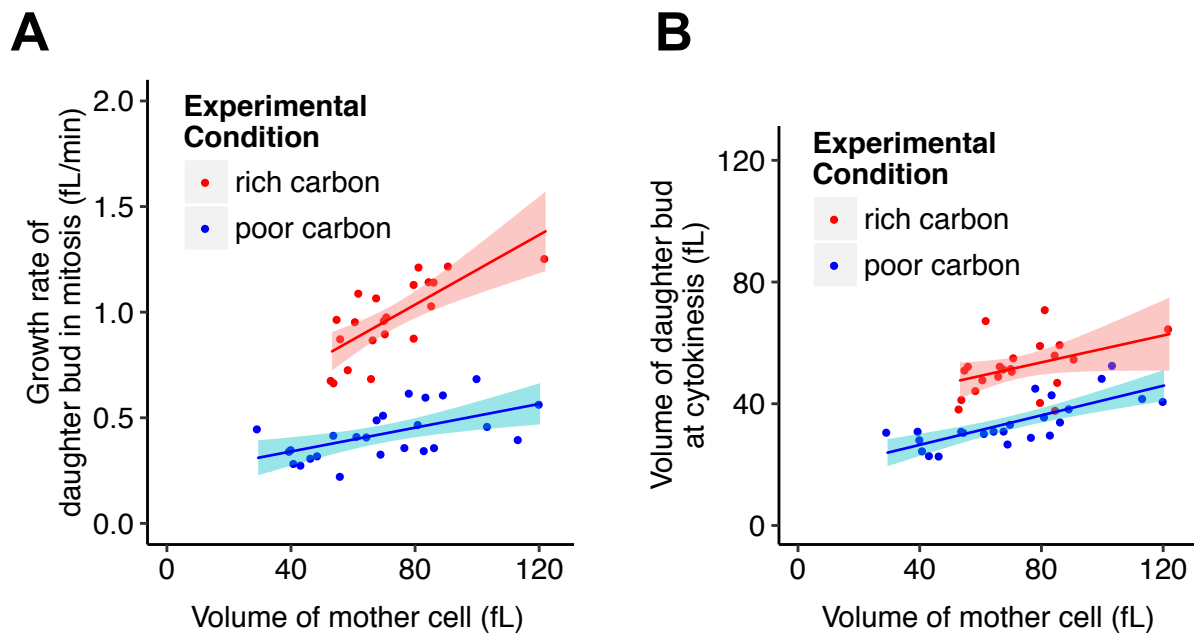 A
Growth rate of
daughter bud in mitosis (fL/min)
2.0
1.5
1.0
0.5
0.0
Experimental
Condition
rich carbon
poor carbon
0
40
80
120
Volume of mother cell (fL)
B
Volume of daughter bud
at cytokinesis (fL)
120
80
40
0
Experimental
Condition
rich carbon
poor carbon
0
40
80
120
Volume of mother cell (fL)